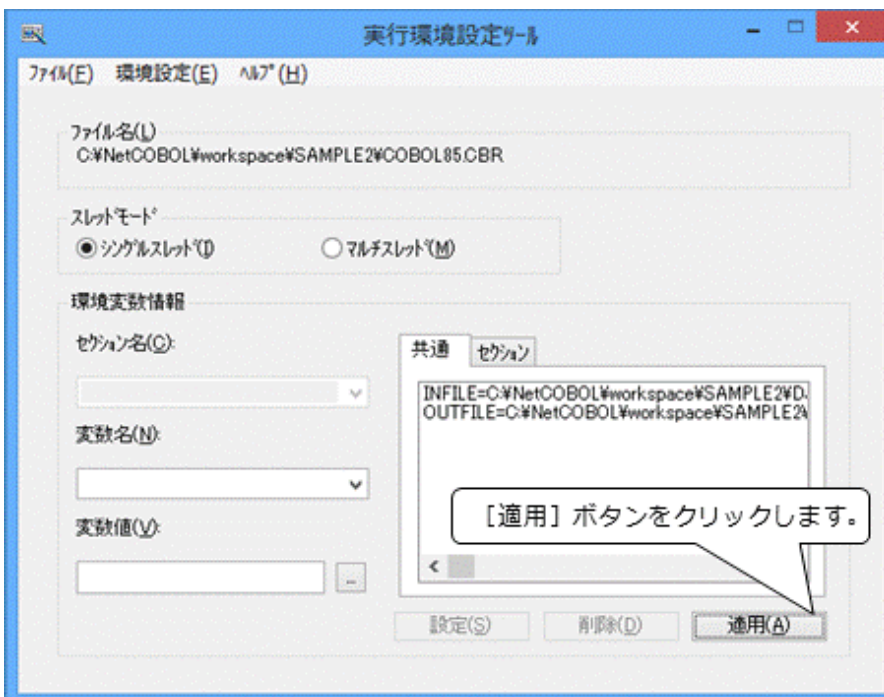 実行環境設定ﾂｰﾙ
ﾌｧｲﾙ(F) 環境設定(E) ﾍﾙﾌﾟ(H)
ﾌｧｲﾙ名(L)
C:¥NetCOBOL¥workspace¥SAMPLE2¥COBOL85.CBR
ｽﾚｯﾄﾞﾓｰﾄﾞ
ｼﾝｸﾞﾙｽﾚｯﾄﾞ(I) ﾏﾙﾁｽﾚｯﾄﾞ(M)
環境変数情報
ｾｸｼｮﾝ名(C):
共通 ｾｸｼｮﾝ
INFILE=C:¥NetCOBOL¥workspace¥SAMPLE2¥D
OUTFILE=C:¥NetCOBOL¥workspace¥SAMPLE2¥
変数名(N):
[適用]ボタンをクリックします。
変数値(V):
...
設定(S) 削除(D) 適用(A)